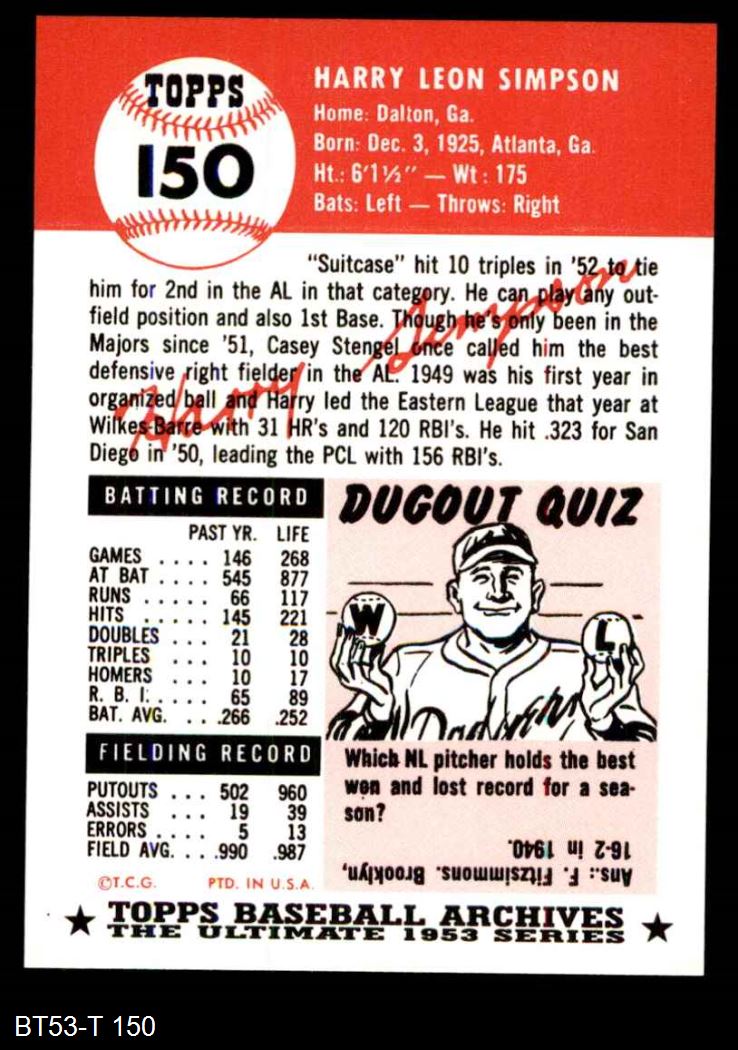 TOPPS
150
HARRY LEON SIMPSON
Home: Dalton, Ga.
Born: Dec. 3, 1925, Atlanta, Ga.
Ht.: 6'1½" — Wt: 175
Bats: Left — Throws: Right
"Suitcase" hit 10 triples in '52 to tie
him for 2nd in the AL in that category. He can play any out-
field position and also 1st Base. Though he's only been in the
Majors since '51, Casey Stengel once called him the best
defensive right fielder in the AL. 1949 was his first year in
organized ball and Harry led the Eastern League that year at
Wilkes-Barre with 31 HR's and 120 RBI's. He hit .323 for San
Diego in '50, leading the PCL with 156 RBI's.
Harry Simpson
BATTING RECORD
PAST YR. LIFE
GAMES .... 146 268
AT BAT .... 545 877
RUNS ..... 66 117
HITS ..... 145 221
DOUBLES ... 21 28
TRIPLES ... 10 10
HOMERS ... 10 17
R. B. I. .... 65 89
BAT. AVG. ... .266 .252
FIELDING RECORD
PUTOUTS ... 502 960
ASSISTS ... 19 39
ERRORS .... 5 13
FIELD AVG. ... .990 .987
©T.C.G. PTD. IN U.S.A.
DUGOUT QUIZ
W
L
Dodgers
Which NL pitcher holds the best
won and lost record for a sea-
son?
Ans.: F. Fitzsimmons. Brooklyn,
16-2 in 1940.
★ TOPPS BASEBALL ARCHIVES ★
THE ULTIMATE 1953 SERIES
BT53-T 150